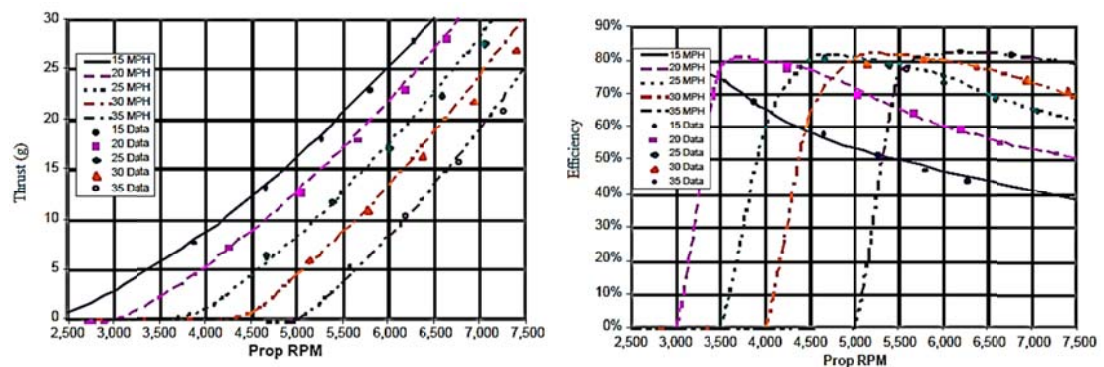 30
25
20
15
10
5
0
Thrust (g)
15 MPH
20 MPH
25 MPH
30 MPH
35 MPH
15 Data
20 Data
25 Data
30 Data
35 Data
2,500 3,000 3,500 4,000 4,500 5,000 5,500 6,000 6,500 7,000 7,500
Prop RPM
90%
80%
70%
60%
50%
40%
30%
20%
10%
0%
Efficiency
15 MPH
20 MPH
25 MPH
30 MPH
35 MPH
15 Data
20 Data
25 Data
30 Data
35 Data
2,500 3,000 3,500 4,000 4,500 5,000 5,500 6,000 6,500 7,000 7,500
Prop RPM